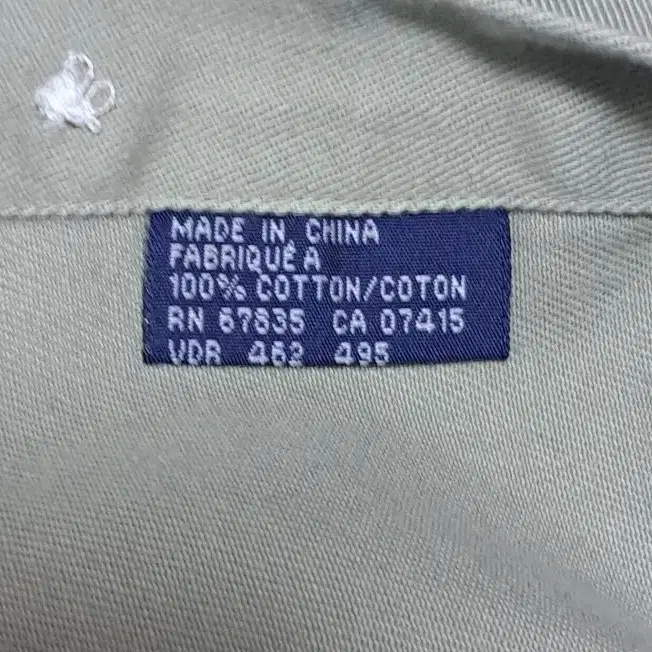 MADE IN CHINA
FABRIQUÉ A
100% COTTON/COTON
RN 67835 CA 07415
VDR 462 495